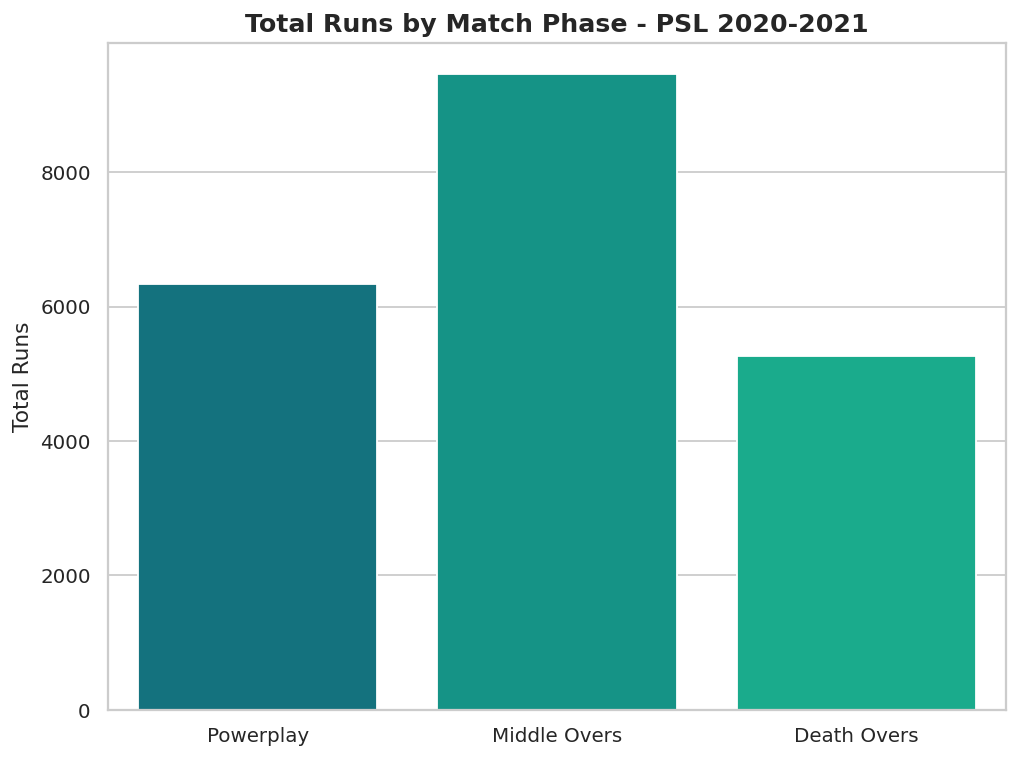 Total Runs by Match Phase - PSL 2020-2021
Total Runs
8000
6000
4000
2000
0
Powerplay
Middle Overs
Death Overs